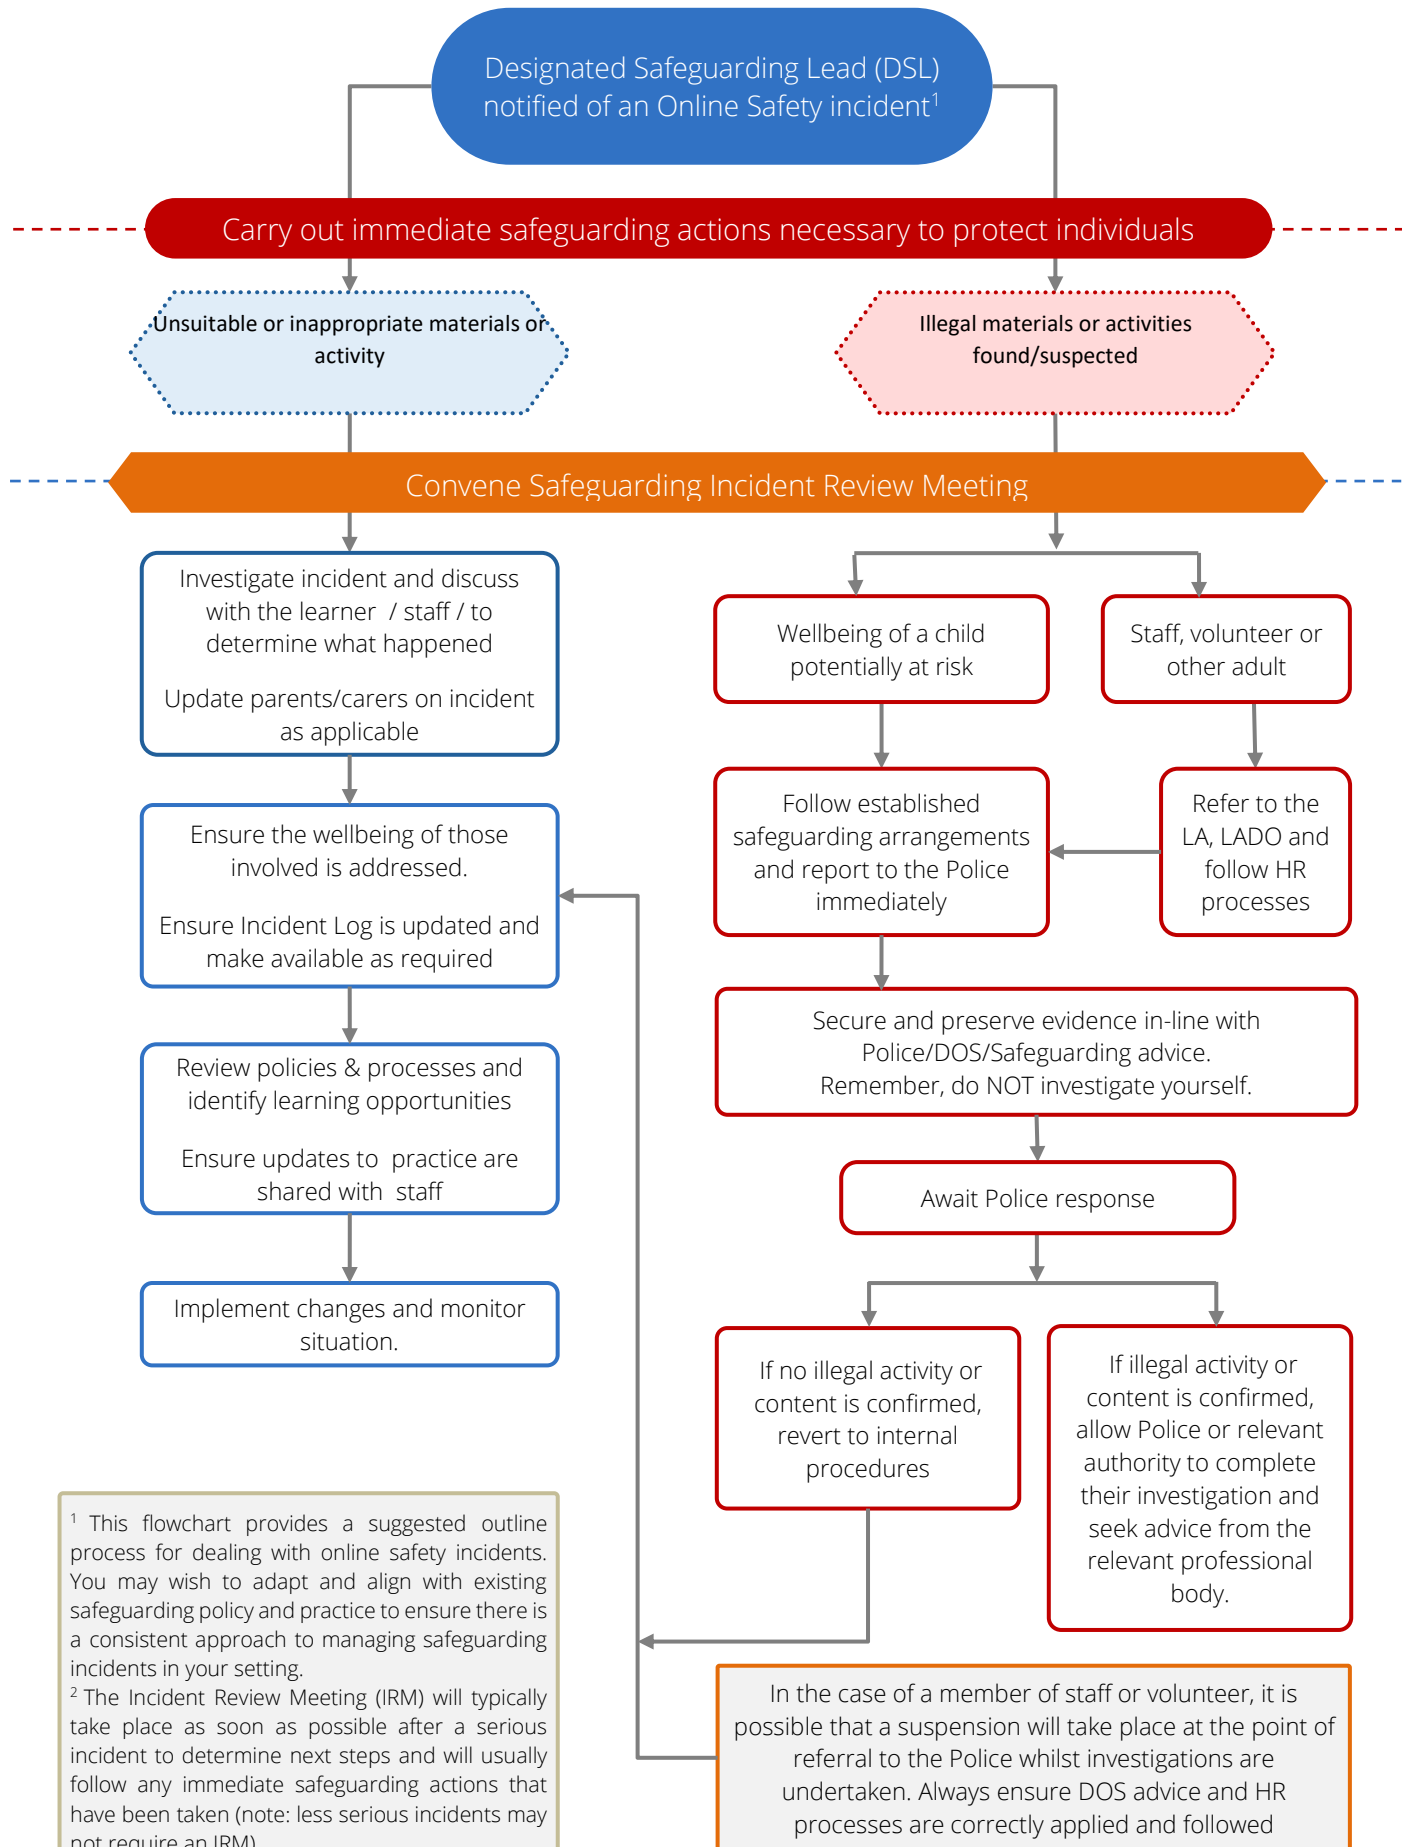 Designated Safeguarding Lead (DSL)
notified of an Online Safety incident1
Carry out immediate safeguarding actions necessary to protect individuals
Unsuitable or inappropriate materials or
activity
Illegal materials or activities
found/suspected
Convene Safeguarding Incident Review Meeting
Investigate incident and discuss
with the learner / staff / to
determine what happened
Update parents/carers on incident
as applicable
Ensure the wellbeing of those
involved is addressed.
Ensure Incident Log is updated and
make available as required
Review policies & processes and
identify learning opportunities
Ensure updates to practice are
shared with staff
Implement changes and monitor
situation.
Wellbeing of a child
potentially at risk
Staff, volunteer or
other adult
Follow established
safeguarding arrangements
and report to the Police
immediately
Refer to the
LA, LADO and
follow HR
processes
Secure and preserve evidence in-line with
Police/DOS/Safeguarding advice.
Remember, do NOT investigate yourself.
Await Police response
If no illegal activity or
content is confirmed,
revert to internal
procedures
If illegal activity or
content is confirmed,
allow Police or relevant
authority to complete
their investigation and
seek advice from the
relevant professional
body.
1 This flowchart provides a suggested outline
process for dealing with online safety incidents.
You may wish to adapt and align with existing
safeguarding policy and practice to ensure there is
a consistent approach to managing safeguarding
incidents in your setting.
2 The Incident Review Meeting (IRM) will typically
take place as soon as possible after a serious
incident to determine next steps and will usually
follow any immediate safeguarding actions that
have been taken (note: less serious incidents may
not require an IRM)
In the case of a member of staff or volunteer, it is
possible that a suspension will take place at the point of
referral to the Police whilst investigations are
undertaken. Always ensure DOS advice and HR
processes are correctly applied and followed